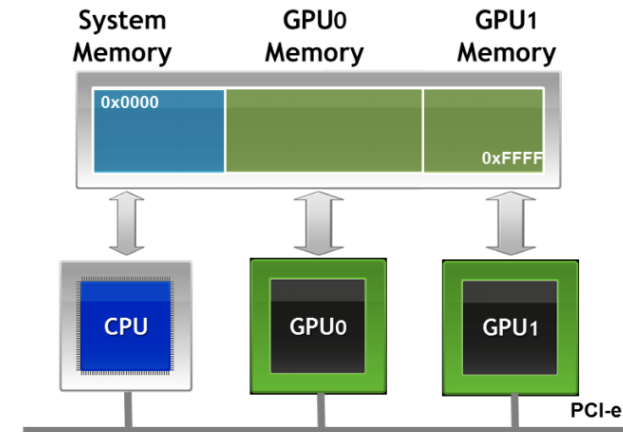 System
Memory
GPU0
Memory
GPU1
Memory
0x0000
0xFFFF
CPU
GPU0
GPU1
PCI-e